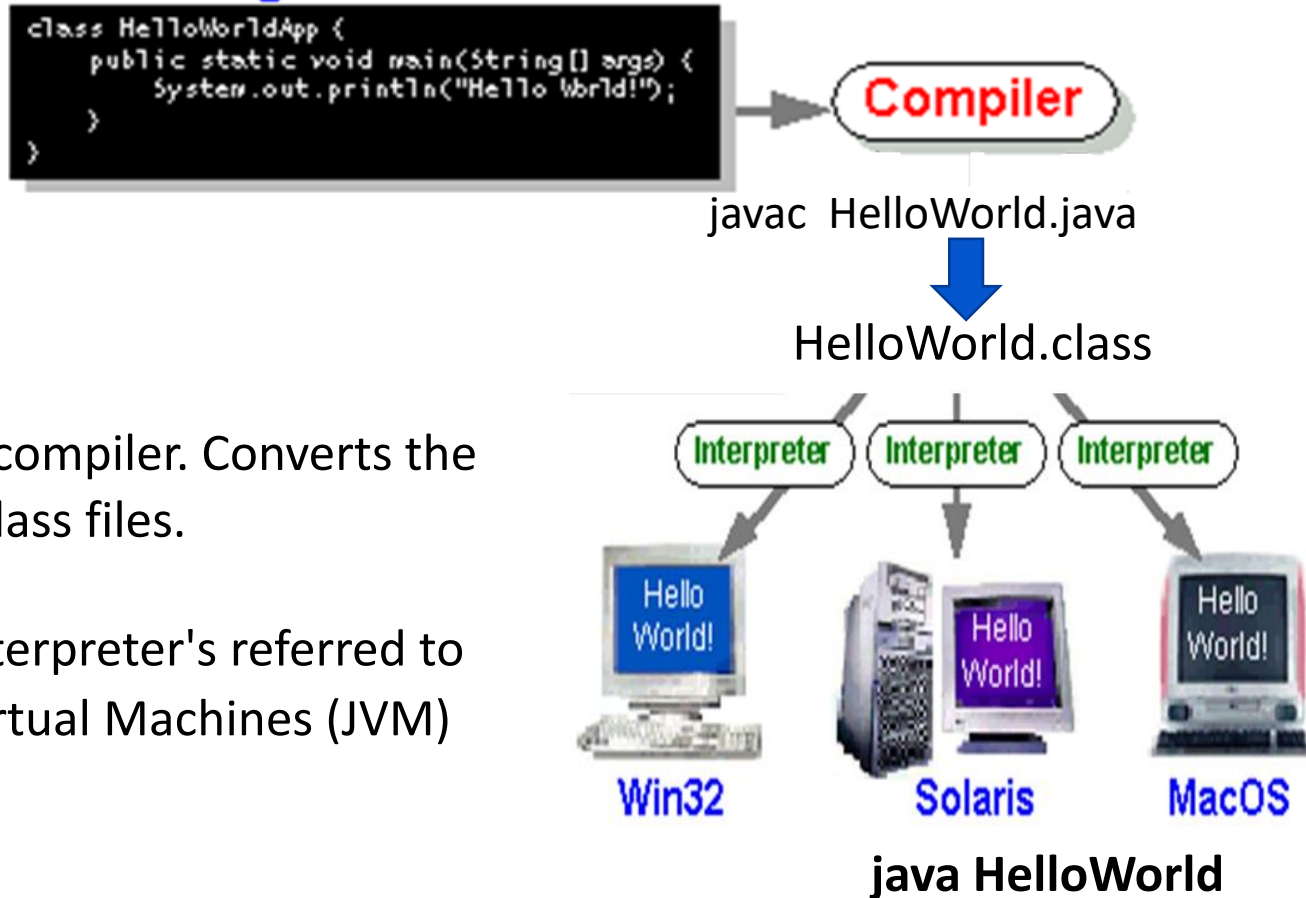 class HelloWorldApp {
public static void main(String[] args) {
System.out.println("Hello World!");
}
}
Compiler
javac HelloWorld.java
HelloWorld.class
compiler. Converts the
lass files.
terpreter's referred to
rtual Machines (JVM)
Interpreter Interpreter Interpreter
Hello
World!
Hello
World!
Hello
World!
Win32 Solaris MacOS
java HelloWorld